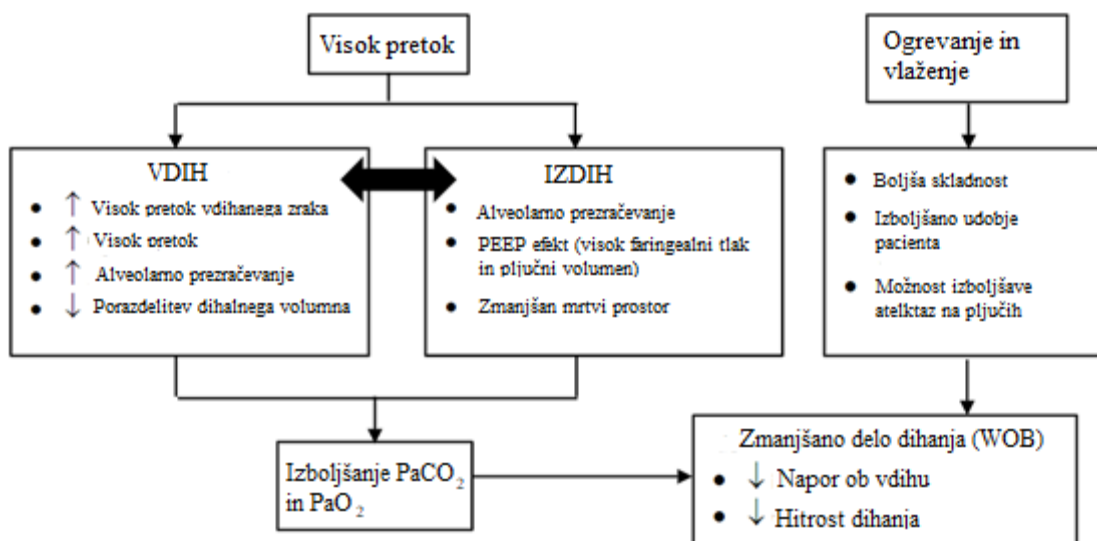 Visok pretok
Ogrevanje in
vlaženje
VDIH
● ↑ Visok pretok vdihanega zraka
● ↑ Visok pretok
● ↑ Alveolarno prezračevanje
● ↓ Porazdelitev dihalnega volumna
IZDIH
● Alveolarno prezračevanje
● PEEP efekt (visok faringealni tlak
in pljučni volumen)
● Zmanjšan mrtvi prostor
● Boljša skladnost
● Izboljšano udobje
pacienta
● Možnost izboljšave
atelktaz na pljučih
Izboljšanje PaCO₂
in PaO₂
Zmanjšano delo dihanja (WOB)
● ↓ Napor ob vdihu
● ↓ Hitrost dihanja